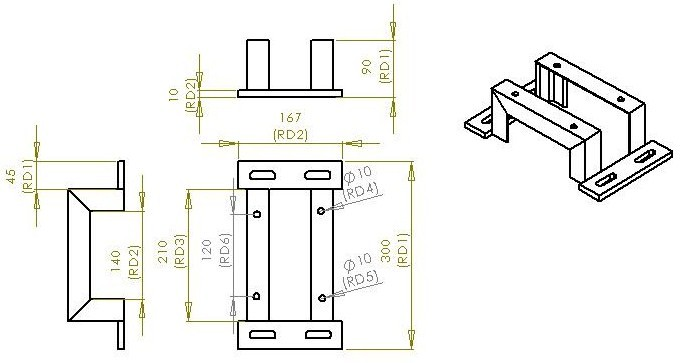 10
(RD2)
90
(RD1)
167
(RD2)
45
(RD1)
140
(RD2)
210
(RD3)
120
(RD6)
Ø10
(RD4)
Ø10
(RD5)
300
(RD1)